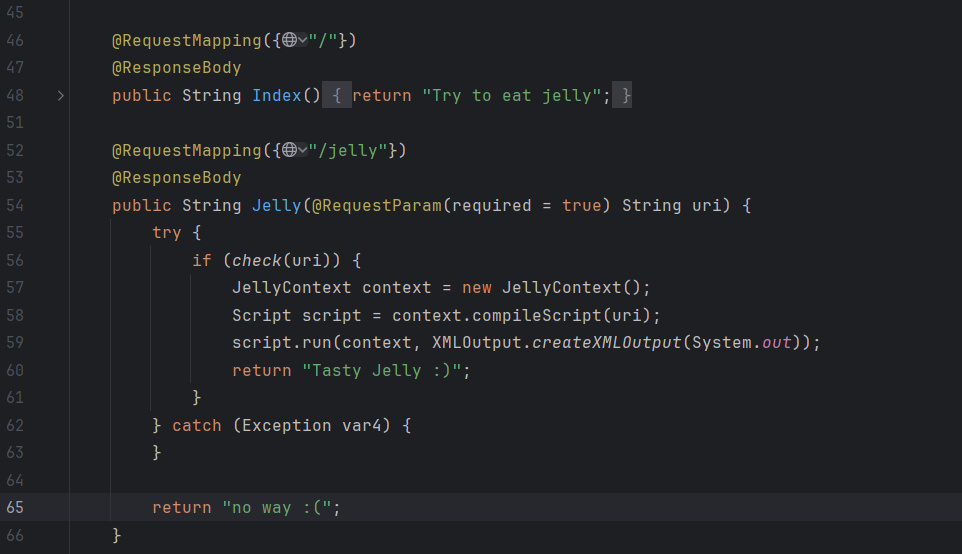 45
46 @RequestMapping({"/"})
47 @ResponseBody
48 public String Index() { return "Try to eat jelly"; }
51
52 @RequestMapping({"/jelly"})
53 @ResponseBody
54 public String Jelly(@RequestParam(required = true) String uri) {
55 try {
56 if (check(uri)) {
57 JellyContext context = new JellyContext();
58 Script script = context.compileScript(uri);
59 script.run(context, XMLOutput.createXMLOutput(System.out));
60 return "Tasty Jelly :)";
61 }
62 } catch (Exception var4) {
63 }
64
65 return "no way :(";
66 }